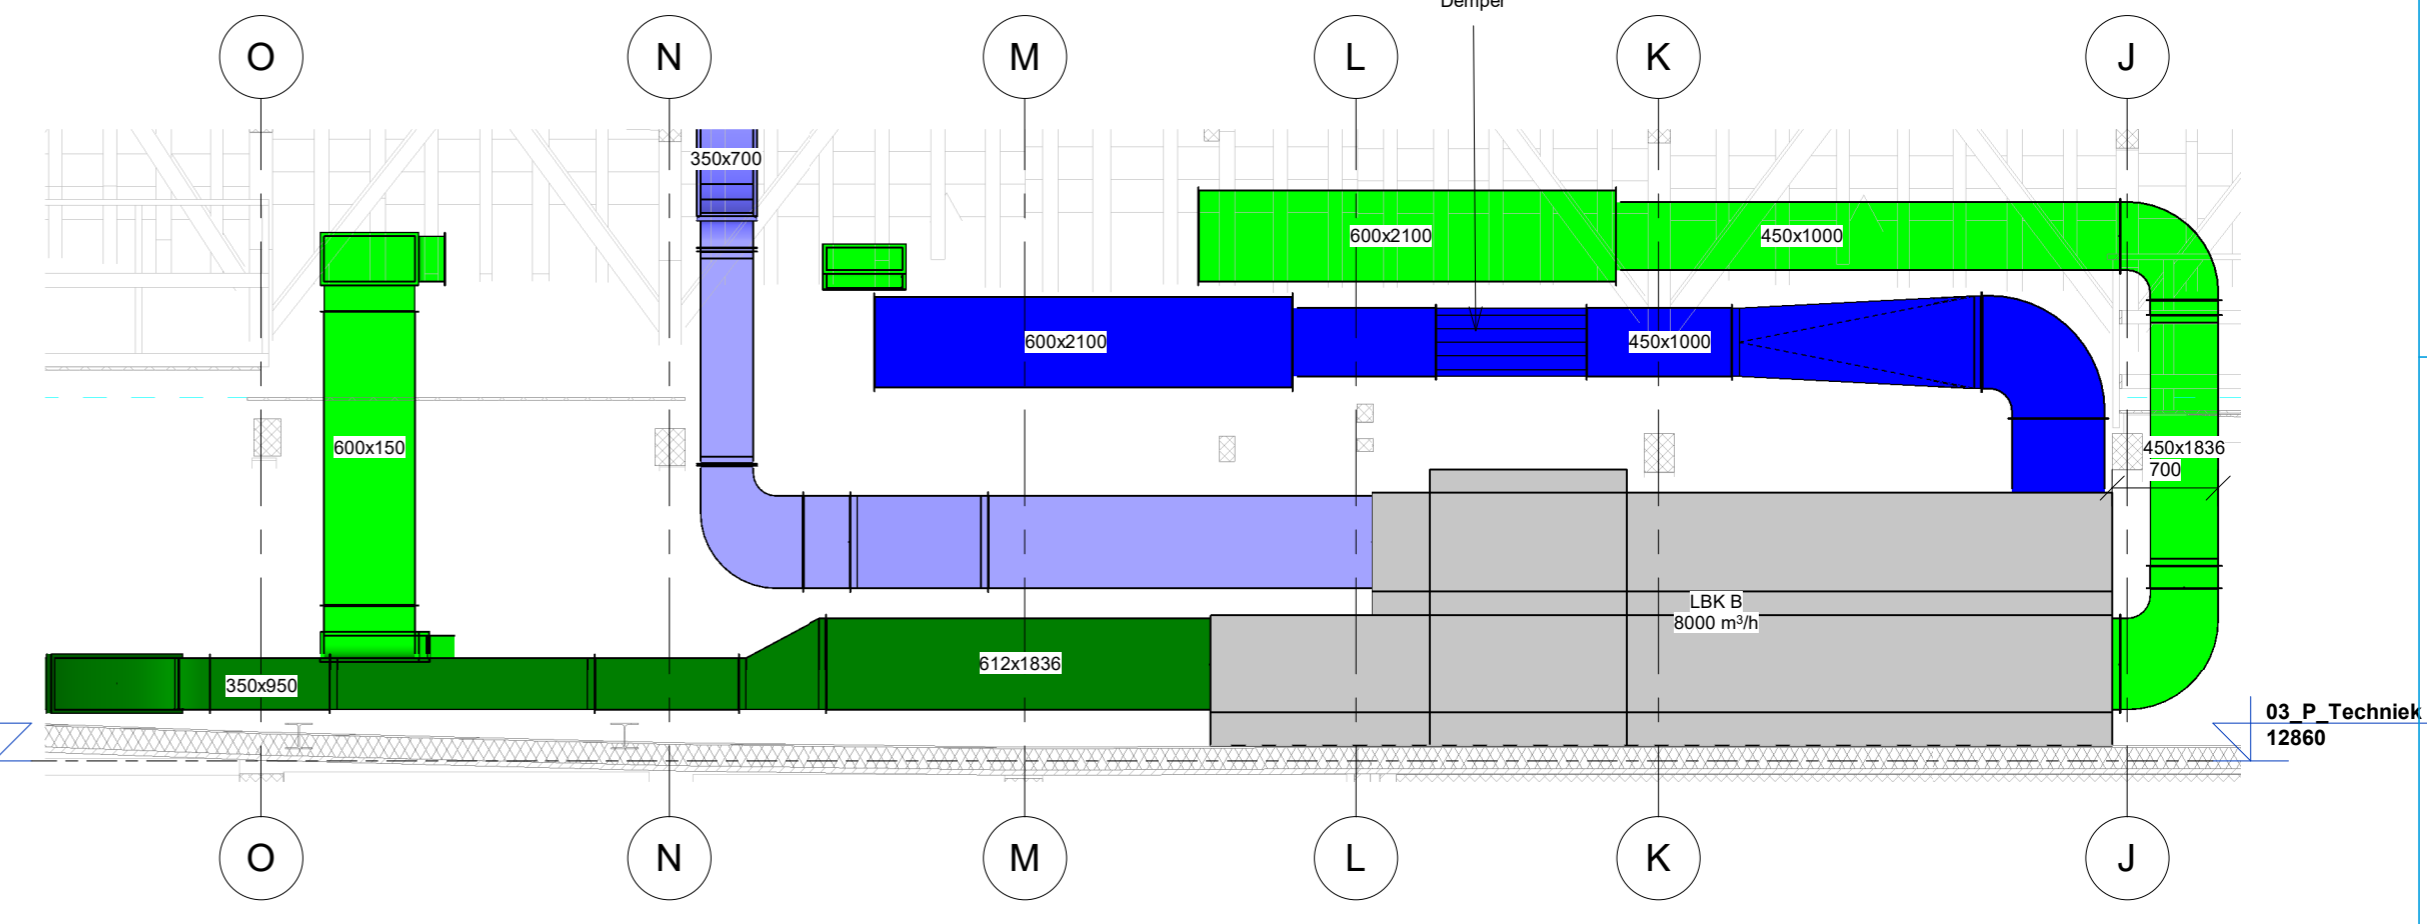 Demper
O N M L K J
350x700
600x2100
450x1000
600x2100
450x1000
600x150
450x1836
700
LBK B
8000 m³/h
612x1836
350x950
03_P_Techniek
12860
O N M L K J